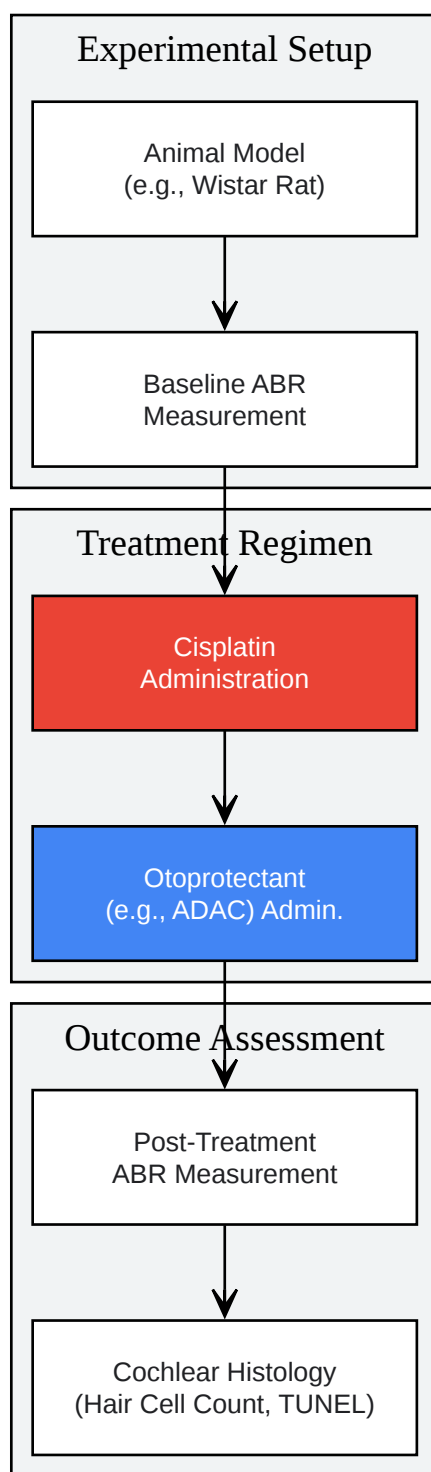 Experimental Setup
Animal Model
(e.g., Wistar Rat)
Baseline ABR
Measurement
Treatment Regimen
Cisplatin
Administration
Otoprotectant
(e.g., ADAC) Admin.
Outcome Assessment
Post-Treatment
ABR Measurement
Cochlear Histology
(Hair Cell Count, TUNEL)